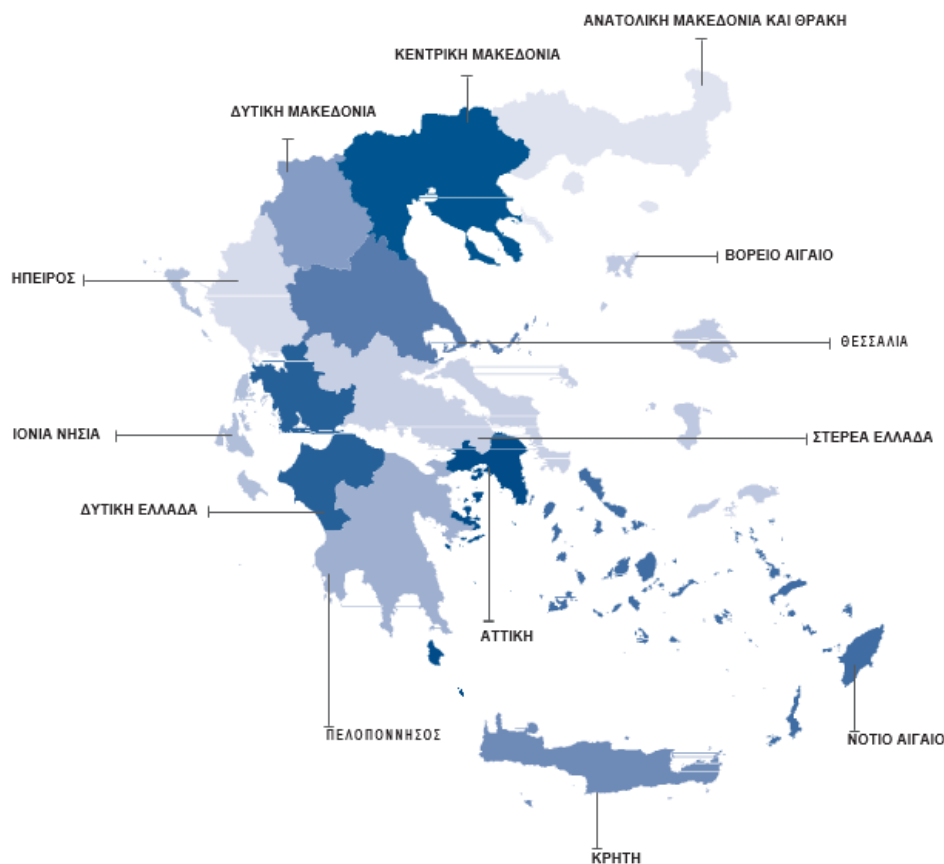 ΑΝΑΤΟΛΙΚΗ ΜΑΚΕΔΟΝΙΑ ΚΑΙ ΘΡΑΚΗ
ΚΕΝΤΡΙΚΗ ΜΑΚΕΔΟΝΙΑ
ΔΥΤΙΚΗ ΜΑΚΕΔΟΝΙΑ
ΒΟΡΕΙΟ ΑΙΓΑΙΟ
ΗΠΕΙΡΟΣ
ΘΕΣΣΑΛΙΑ
ΙΟΝΙΑ ΝΗΣΙΑ
ΣΤΕΡΕΑ ΕΛΛΑΔΑ
ΔΥΤΙΚΗ ΕΛΛΑΔΑ
ΑΤΤΙΚΗ
ΠΕΛΟΠΟΝΝΗΣΟΣ
ΝΟΤΙΟ ΑΙΓΑΙΟ
ΚΡΗΤΗ